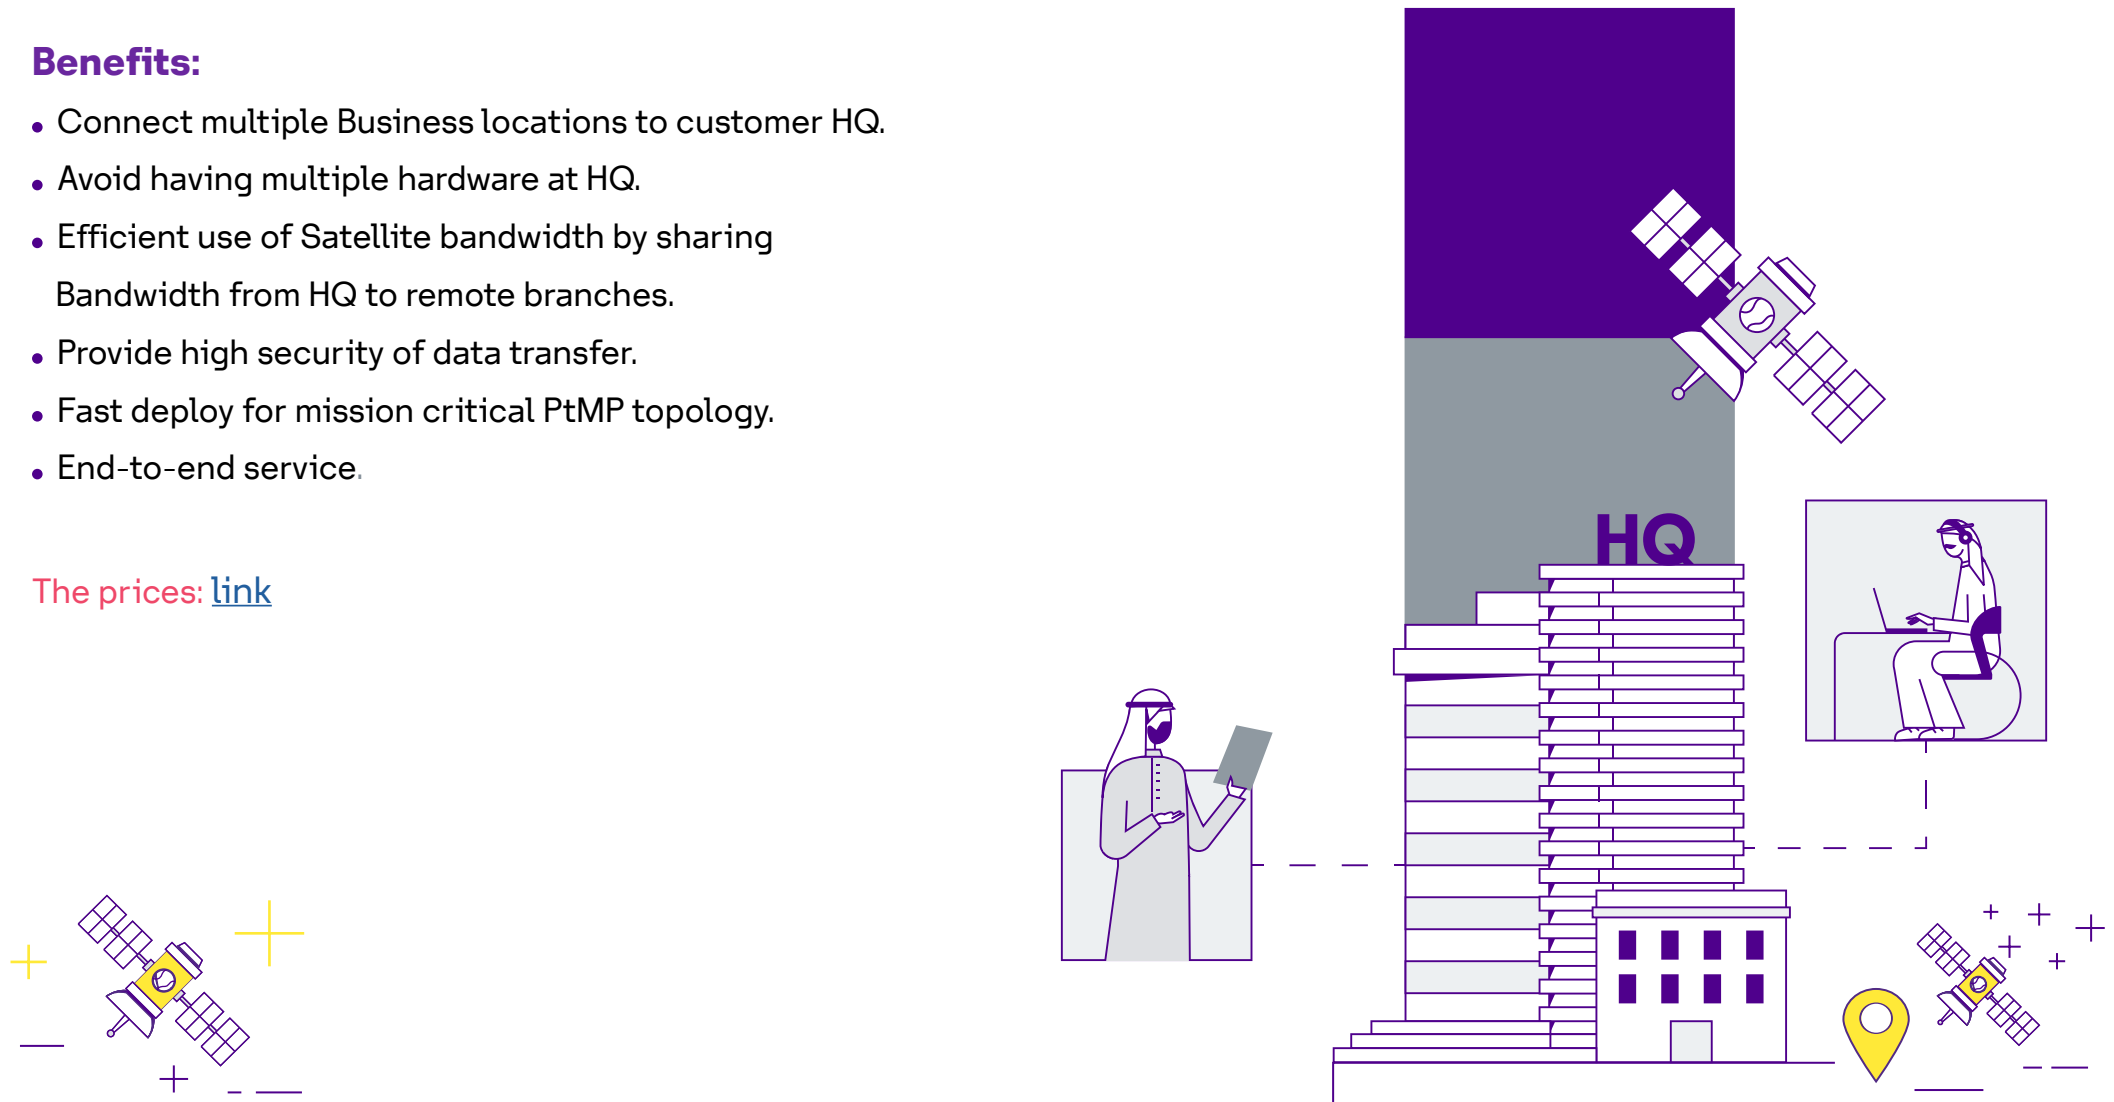 Benefits:
• Connect multiple Business locations to customer HQ.
• Avoid having multiple hardware at HQ.
• Efficient use of Satellite bandwidth by sharing
Bandwidth from HQ to remote branches.
• Provide high security of data transfer.
• Fast deploy for mission critical PtMP topology.
• End-to-end service.
The prices: link
HQ